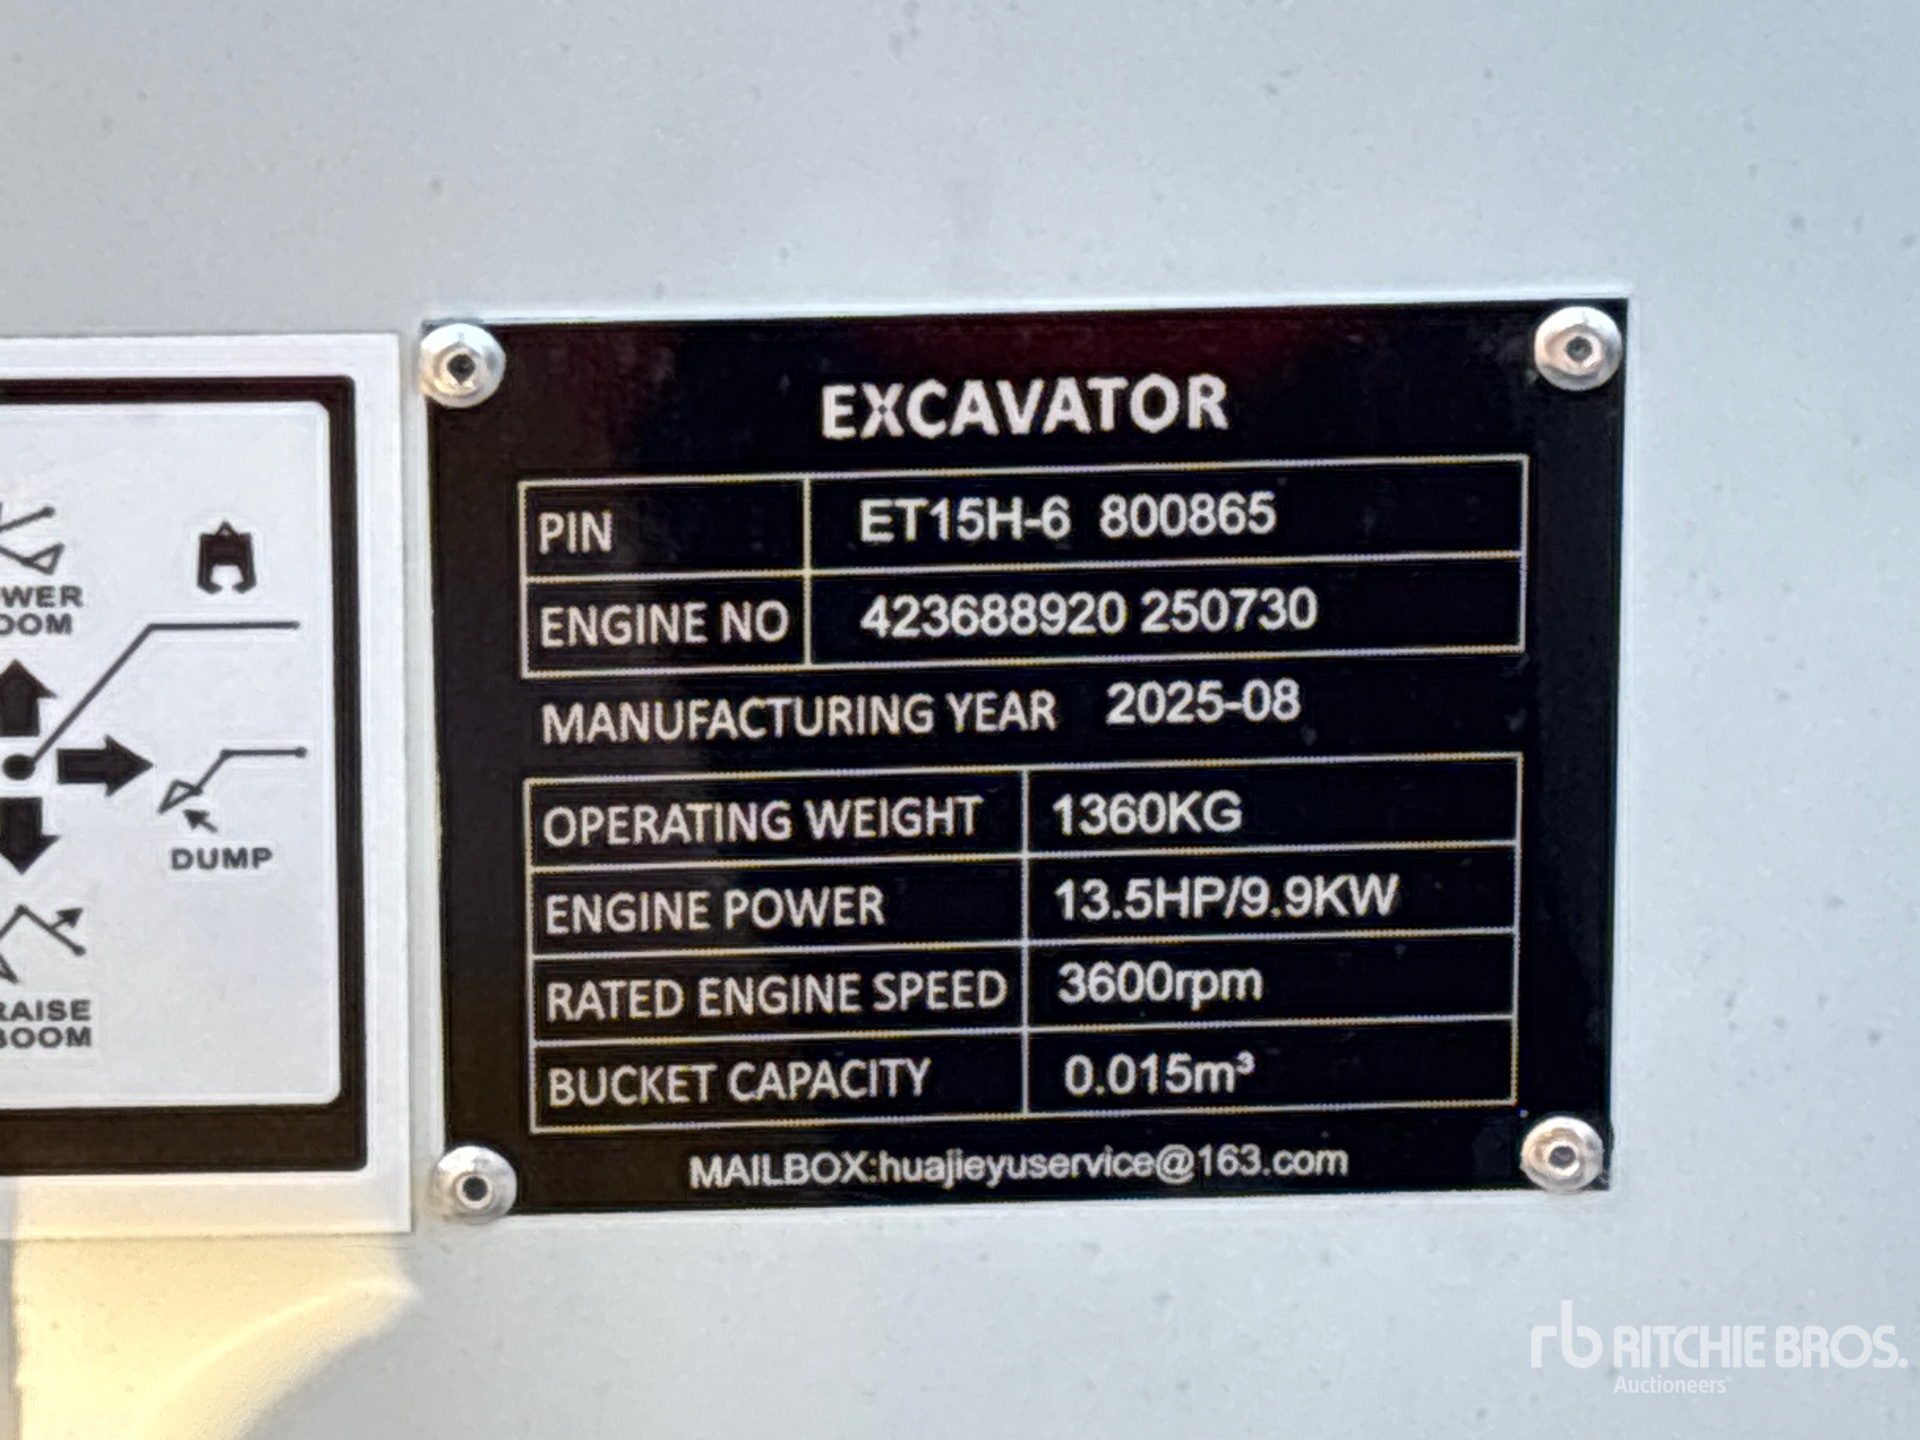 EXCAVATOR
PIN ET15H-6 800865
ENGINE NO 423688920 250730
MANUFACTURING YEAR 2025-08
OPERATING WEIGHT 1360KG
ENGINE POWER 13.5HP/9.9KW
RATED ENGINE SPEED 3600rpm
BUCKET CAPACITY 0.015m³
MAILBOX:huajieyuservice@163.com
WER
OOM
DUMP
RAISE
BOOM
rb RITCHIE BROS.
Auctioneers